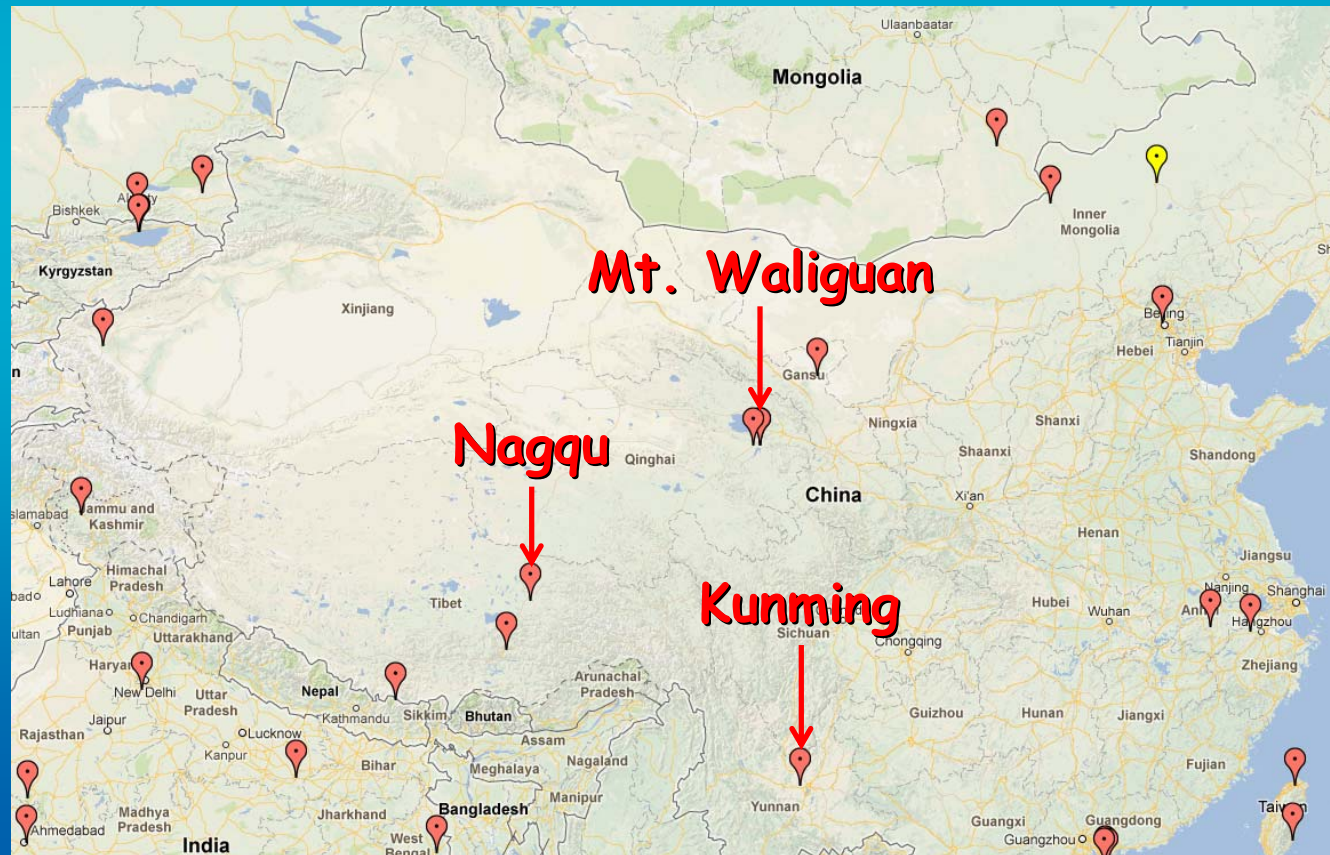 Ulaanbaatar
Mongolia
Bishkek
Inner
Mongolia
Kyrgyzstan
Mt. Waliguan
Xinjiang
Beijing
Tianjin
Hebei
Gansu
Nagqu
Qinghai
Ningxia
Shanxi
Shaanxi
Shandong
China
Xi'an
Jammu and
Kashmir
Henan
Jiangsu
Himachal
Pradesh
Lahore
Ludhiana
Chandigarh
Punjab
Uttarakhand
Tibet
Kunming
Sichuan
Chongqing
Hubei
Wuhan
Nanjing
Shanghai
Hangzhou
Zhejiang
New Delhi
Uttar
Pradesh
Nepal
Kathmandu
Sikkim
Bhutan
Arunachal
Pradesh
Jaipur
Rajasthan
Lucknow
Kanpur
Assam
Nagaland
Bihar
Meghalaya
Manipur
Guizhou
Hunan
Jiangxi
Fujian
Madhya
Pradesh
Jharkhand
Bangladesh
Yunnan
Guangxi
Guangdong
Guangzhou
Ahmedabad
India
West
Bengal